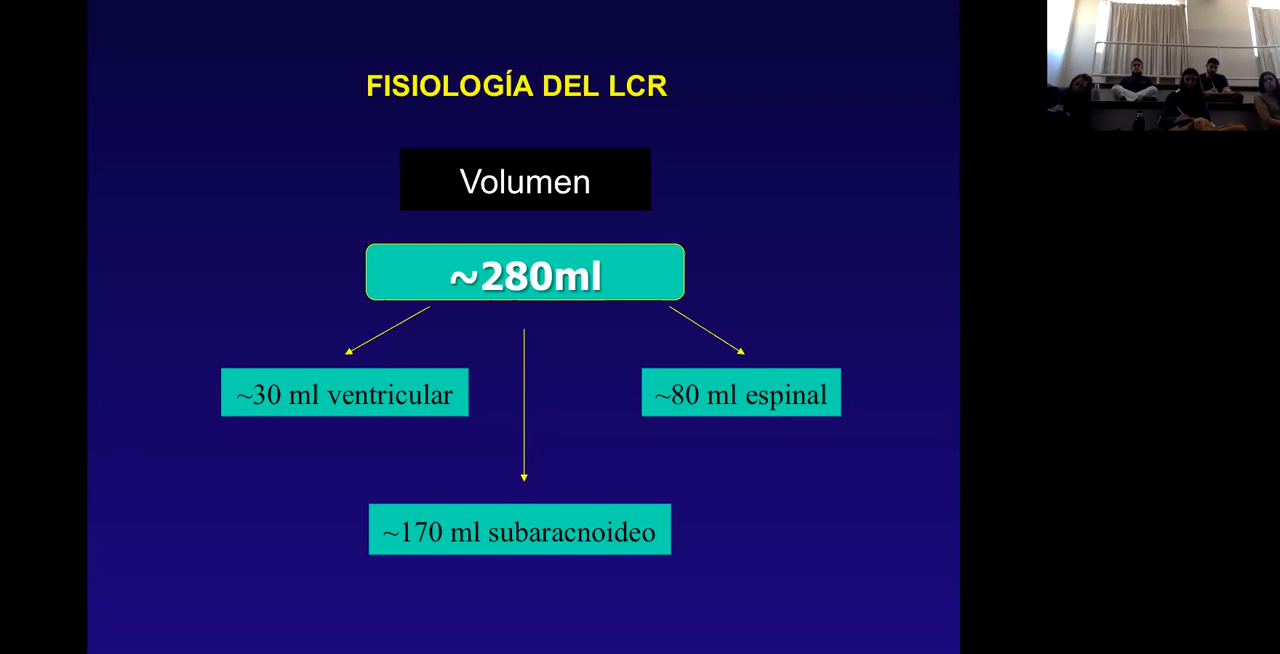 FISIOLOGÍA DEL LCR
Volumen
~280ml
~30 ml ventricular
~80 ml espinal
~170 ml subaracnoideo